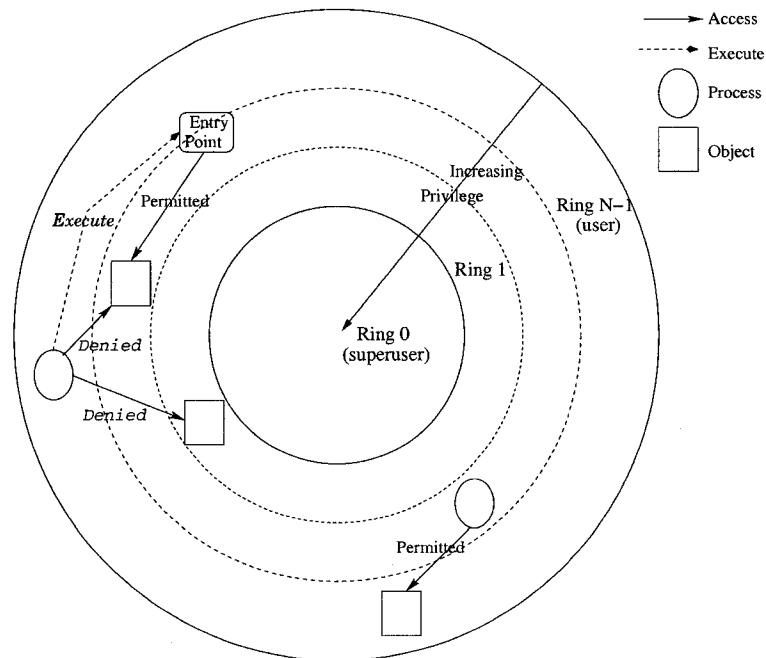 Access
Execute
Process
Object
Entry
Point
Increasing
Privilege
Permitted
Execute
Ring N-1
(user)
Ring 1
Ring 0
(superuser)
Denied
Denied
Permitted